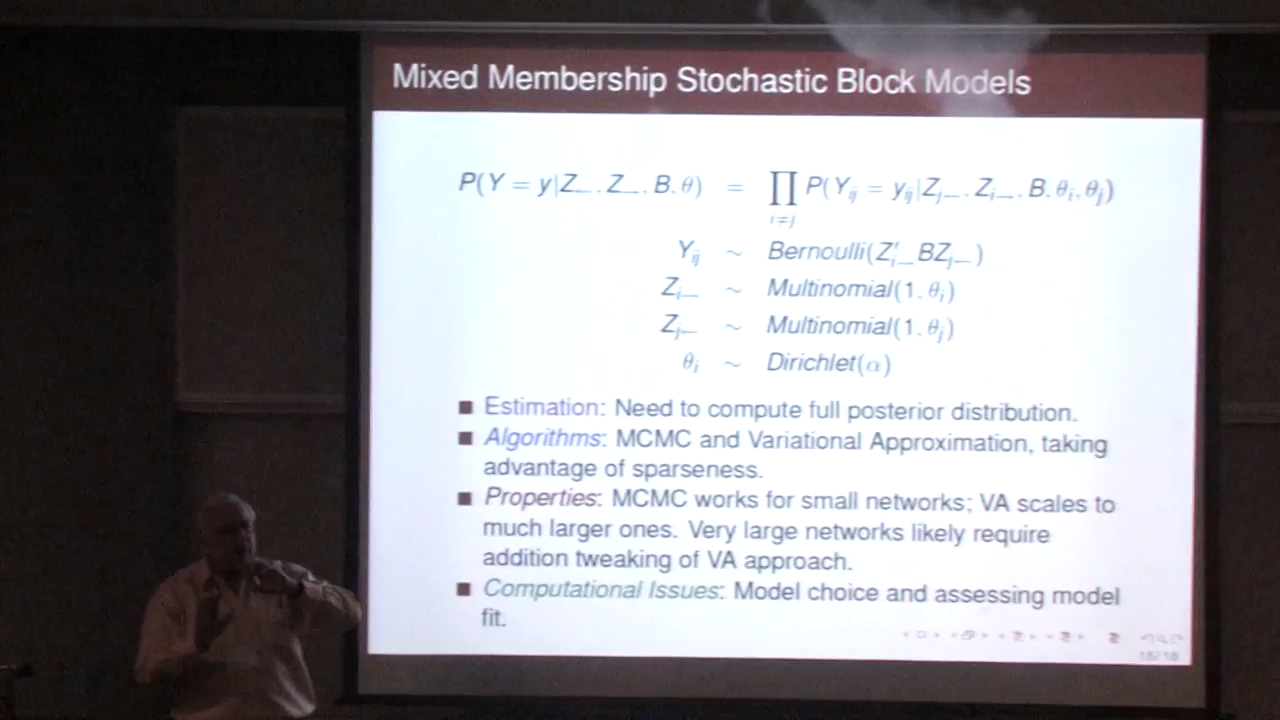 Mixed Membership Stochastic Block Models
P(Y = y|Z_→, Z_←, B, θ) = ∏_{i≠j} P(Y_ij = y_ij|Z_j→, Z_i→, B, θ_i, θ_j)
Y_ij ~ Bernoulli(Z'_i→ BZ_j←)
Z_i→ ~ Multinomial(1, θ_i)
Z_j← ~ Multinomial(1, θ_j)
θ_i ~ Dirichlet(α)
■ Estimation: Need to compute full posterior distribution.
■ Algorithms: MCMC and Variational Approximation, taking
advantage of sparseness.
■ Properties: MCMC works for small networks; VA scales to
much larger ones. Very large networks likely require
addition tweaking of VA approach.
■ Computational Issues: Model choice and assessing model
fit.